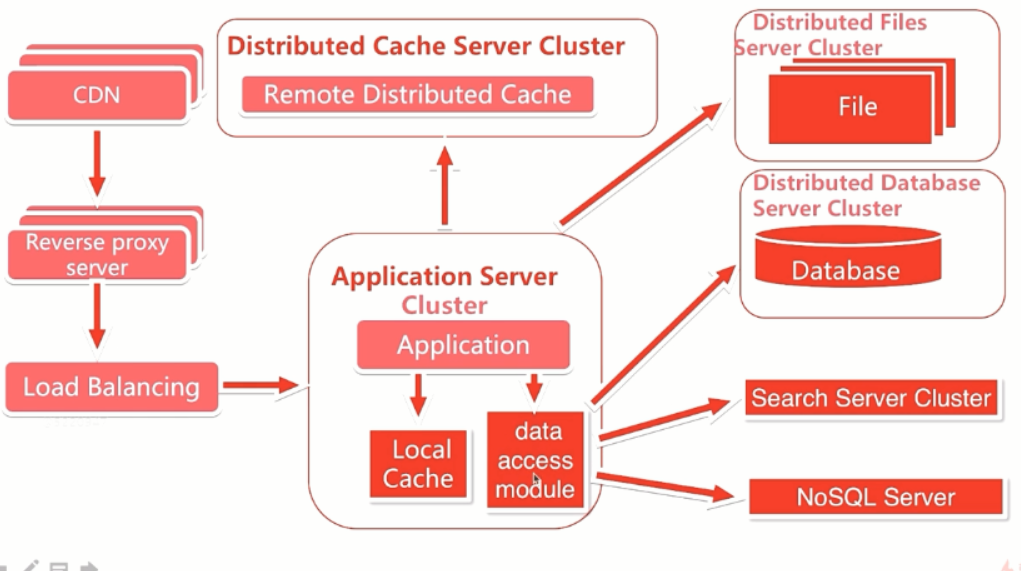 CDN
Reverse proxy
server
Load Balancing
Distributed Cache Server Cluster
Remote Distributed Cache
Application Server
Cluster
Application
Local
Cache
data
access
module
Distributed Files
Server Cluster
File
Distributed Database
Server Cluster
Database
Search Server Cluster
NoSQL Server